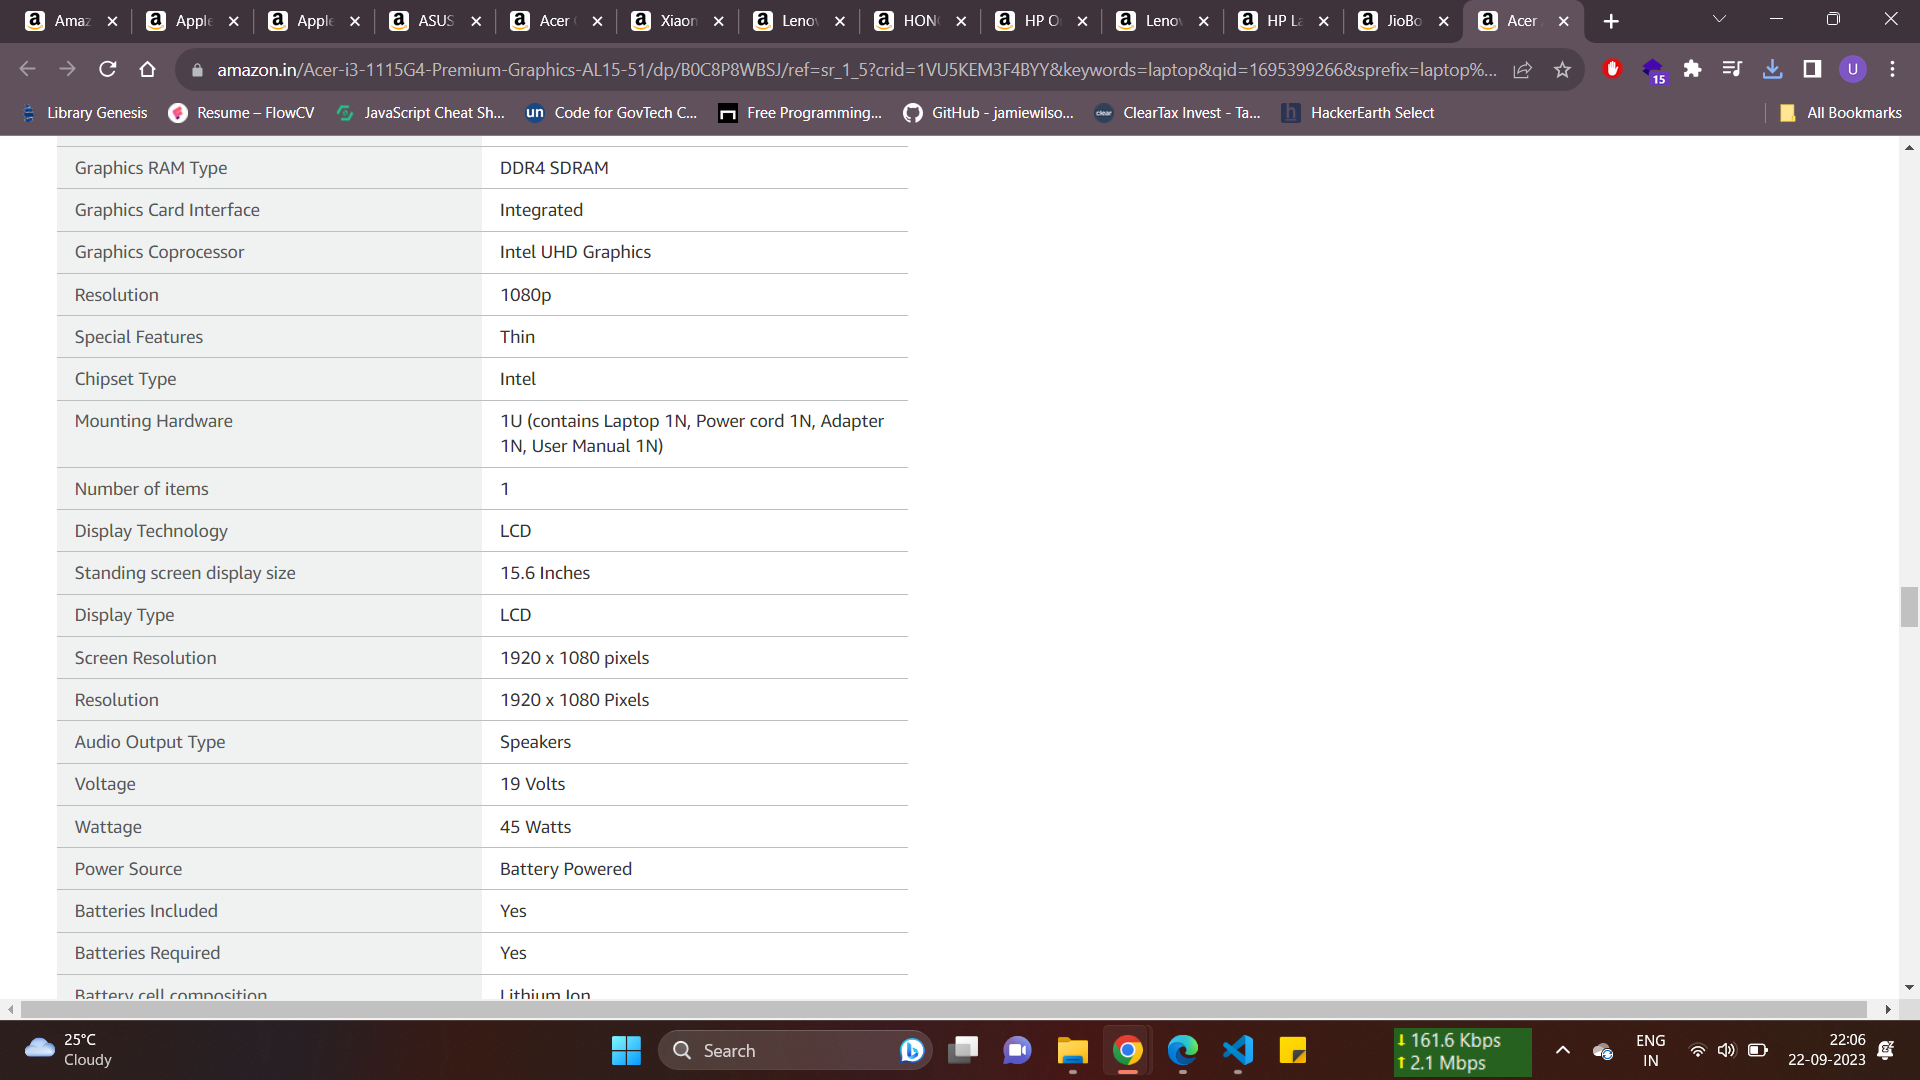 Amaz
Apple
Apple
ASUS
Acer
Xiaom
Lenov
HON
HP O
Lenov
HP La
JioBo
Acer
amazon.in/Acer-i3-1115G4-Premium-Graphics-AL15-51/dp/B0C8P8WBSJ/ref=sr_1_5?crid=1VU5KEM3F4BYY&keywords=laptop&qid=1695399266&sprefix=laptop%...
15
U
Library Genesis
Resume – FlowCV
JavaScript Cheat Sh...
un Code for GovTech C...
Free Programming...
GitHub - jamiewilso...
clear ClearTax Invest - Ta...
h HackerEarth Select
All Bookmarks
Graphics RAM Type DDR4 SDRAM
Graphics Card Interface Integrated
Graphics Coprocessor Intel UHD Graphics
Resolution 1080p
Special Features Thin
Chipset Type Intel
Mounting Hardware 1U (contains Laptop 1N, Power cord 1N, Adapter
1N, User Manual 1N)
Number of items 1
Display Technology LCD
Standing screen display size 15.6 Inches
Display Type LCD
Screen Resolution 1920 x 1080 pixels
Resolution 1920 x 1080 Pixels
Audio Output Type Speakers
Voltage 19 Volts
Wattage 45 Watts
Power Source Battery Powered
Batteries Included Yes
Batteries Required Yes
Battery cell composition Lithium Ion
25°C
Cloudy
Search
161.6 Kbps
2.1 Mbps
ENG
IN
22:06
22-09-2023